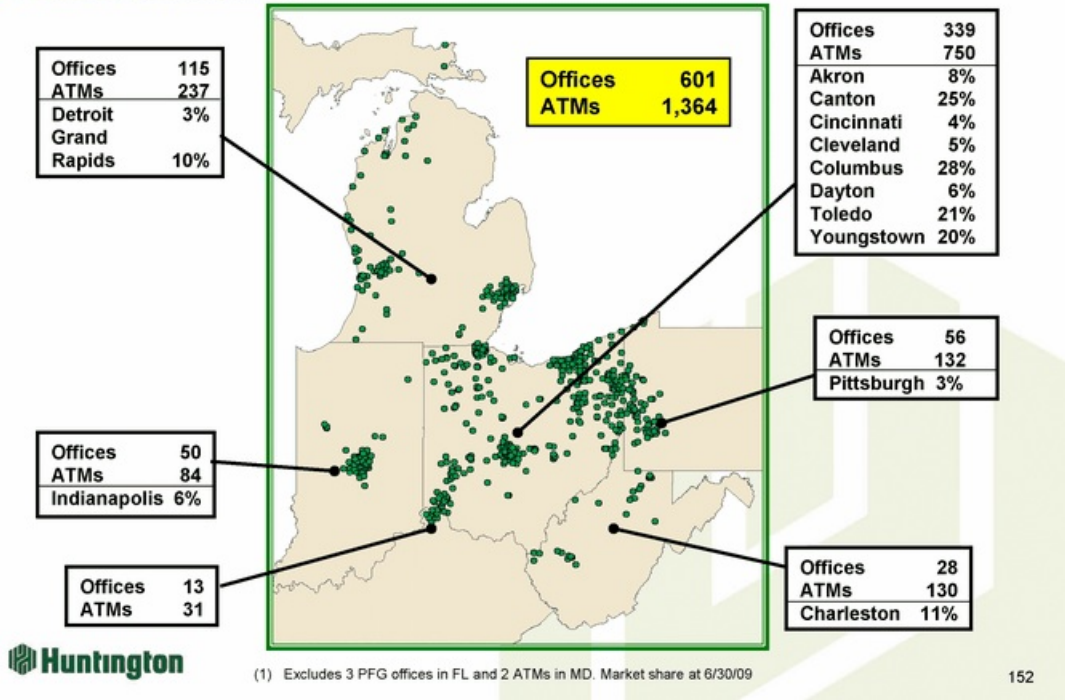 Offices 115
ATMs 237
Detroit 3%
Grand
Rapids 10%
Offices 601
ATMs 1,364
Offices 339
ATMs 750
Akron 8%
Canton 25%
Cincinnati 4%
Cleveland 5%
Columbus 28%
Dayton 6%
Toledo 21%
Youngstown 20%
Offices 56
ATMs 132
Pittsburgh 3%
Offices 50
ATMs 84
Indianapolis 6%
Offices 13
ATMs 31
Offices 28
ATMs 130
Charleston 11%
Huntington
(1) Excludes 3 PFG offices in FL and 2 ATMs in MD. Market share at 6/30/09
152